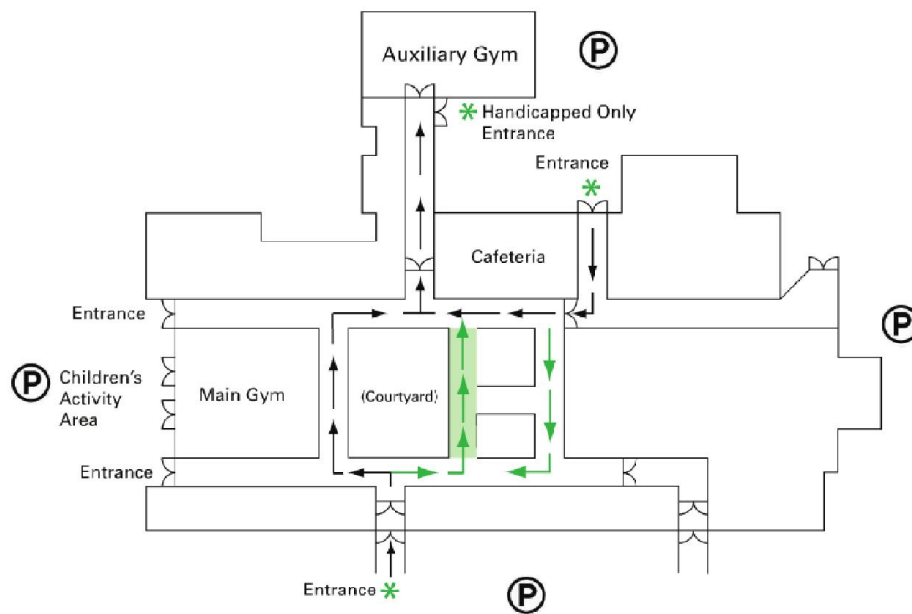 Auxiliary Gym
P
* Handicapped Only
Entrance
Entrance
*
Cafeteria
Entrance
P
P
Children's
Activity
Area
Main Gym
(Courtyard)
Entrance
Entrance *
P